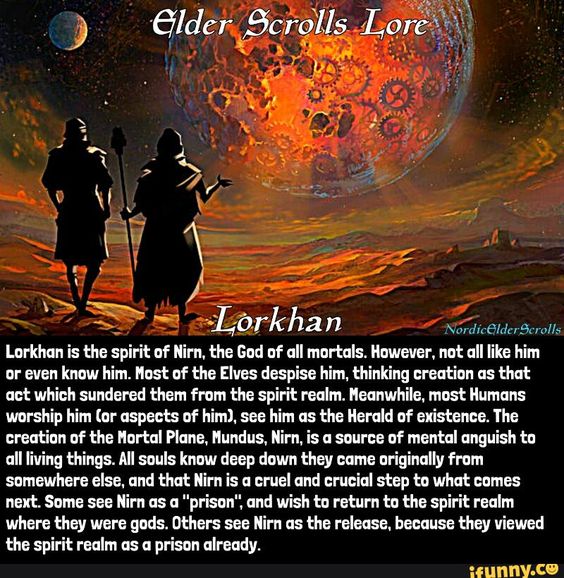 Elder Scrolls Lore
Lorkhan
NordicElderScrolls
Lorkhan is the spirit of Nirn, the God of all mortals. However, not all like him
or even know him. Most of the Elves despise him, thinking creation as that
act which sundered them from the spirit realm. Meanwhile, most Humans
worship him (or aspects of him), see him as the Herald of existence. The
creation of the Mortal Plane, Mundus, Nirn, is a source of mental anguish to
all living things. All souls know deep down they came originally from
somewhere else, and that Nirn is a cruel and crucial step to what comes
next. Some see Nirn as a "prison", and wish to return to the spirit realm
where they were gods. Others see Nirn as the release, because they viewed
the spirit realm as a prison already.
ifunny.co